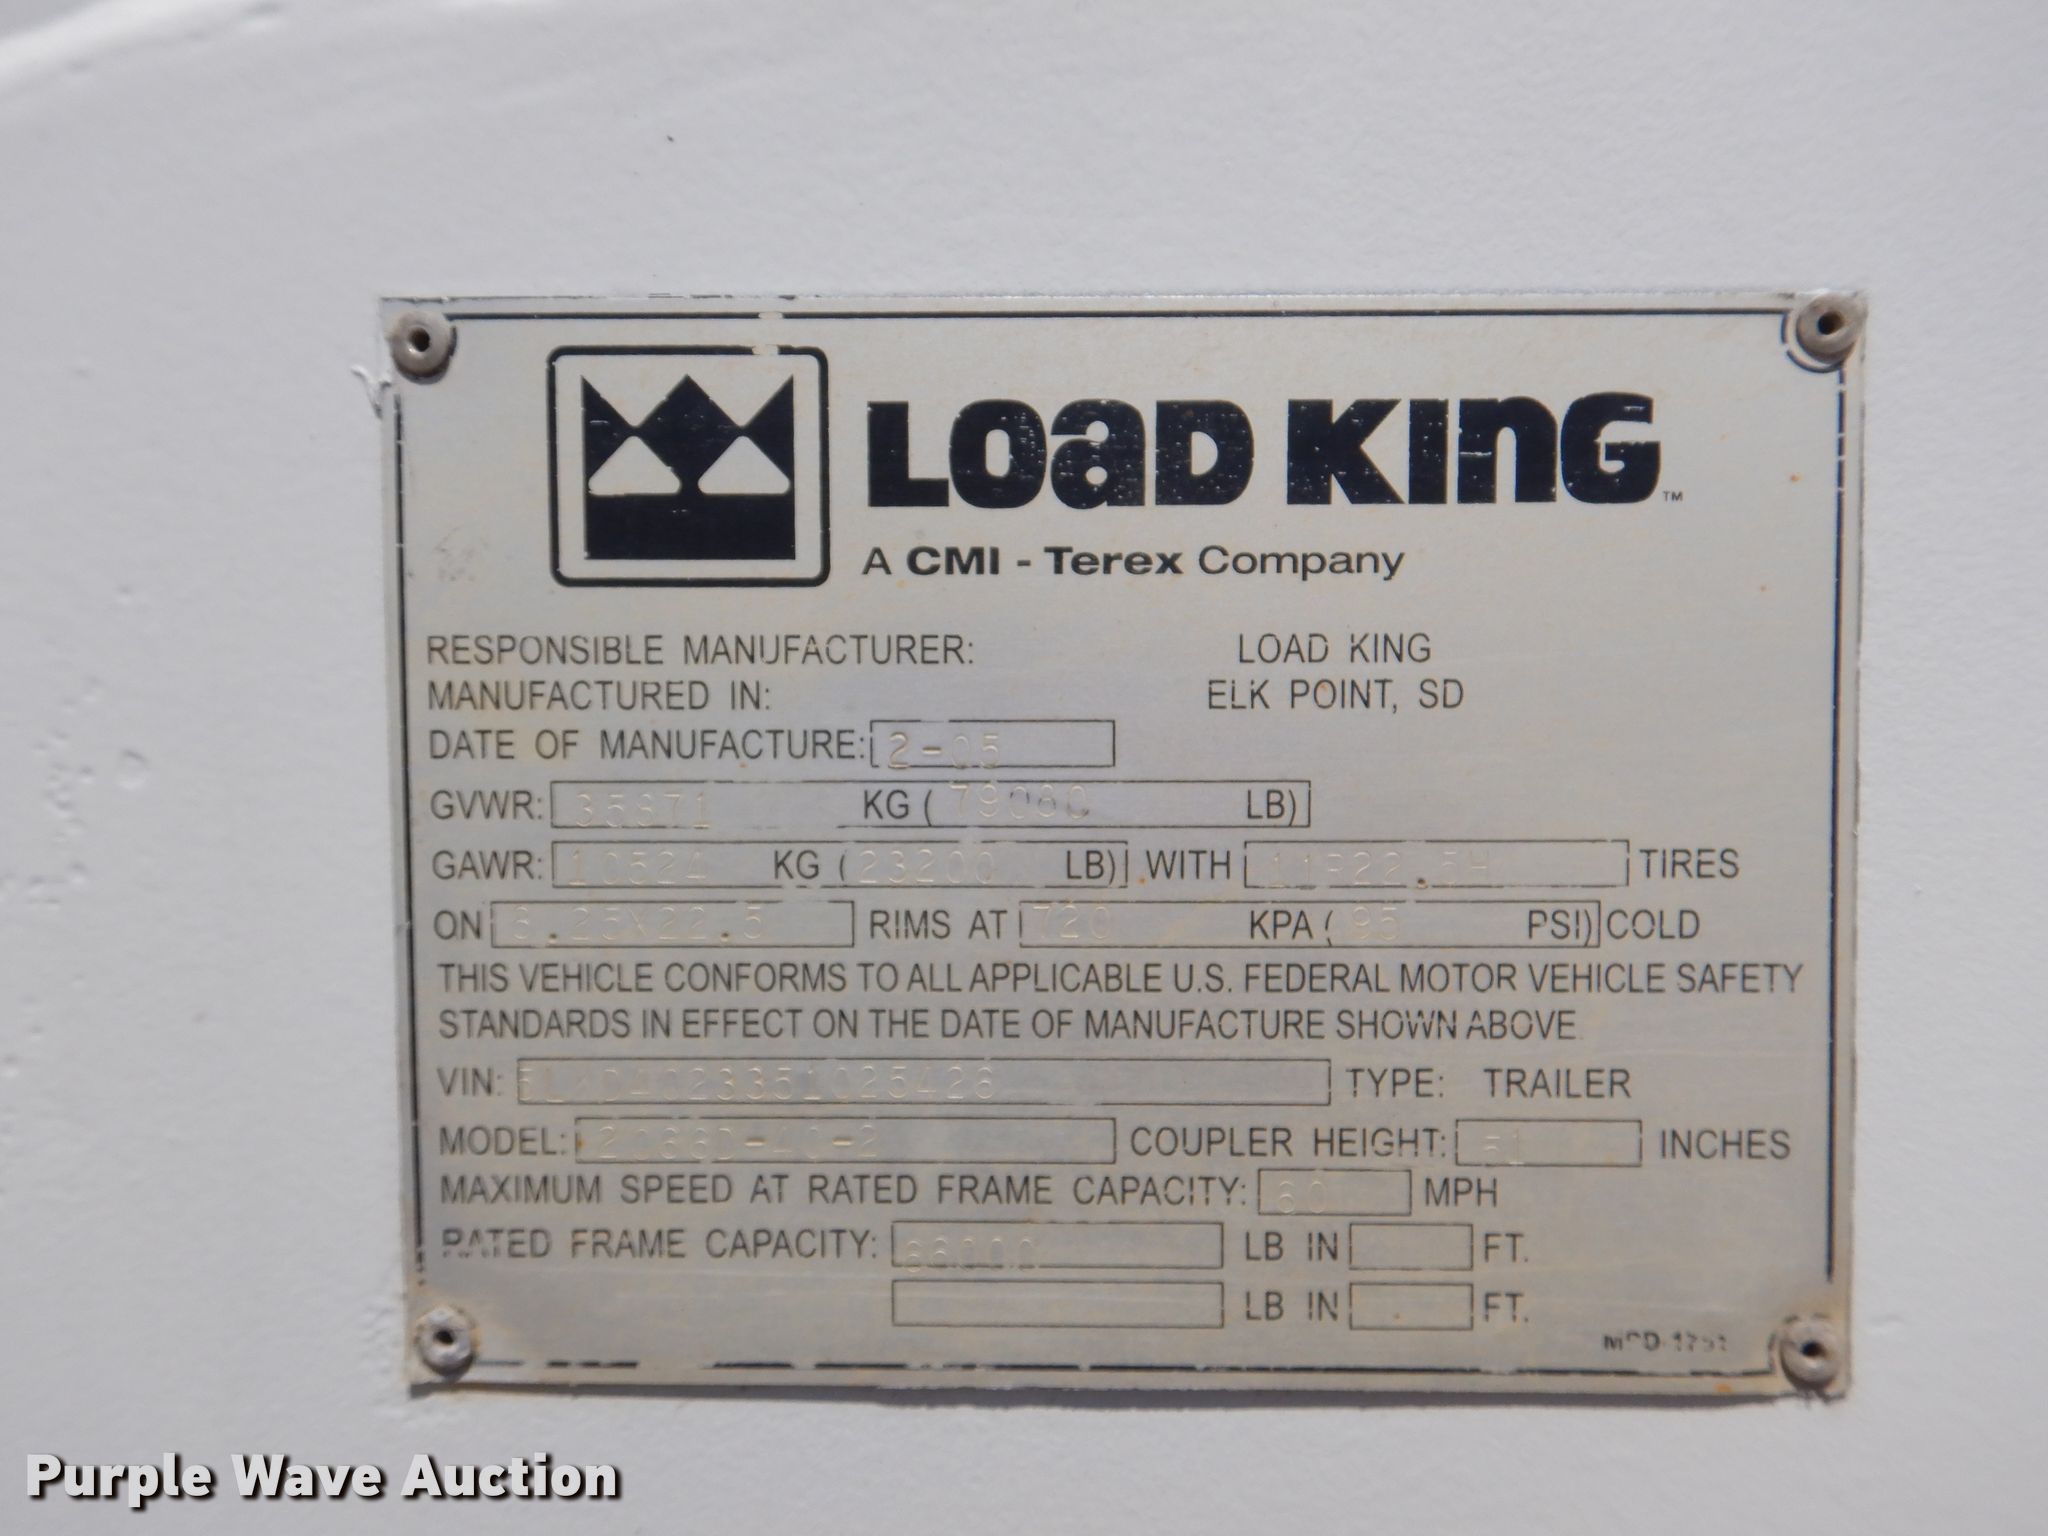 LOAD KING ™
A CMI - Terex Company
RESPONSIBLE MANUFACTURER: LOAD KING
MANUFACTURED IN: ELK POINT, SD
DATE OF MANUFACTURE: 2-05
GVWR: 35871 KG ( 79080 LB)
GAWR: 10524 KG ( 23200 LB) WITH 11R22.5H TIRES
ON 8.25X22.5 RIMS AT 720 KPA ( 95 PSI) COLD
THIS VEHICLE CONFORMS TO ALL APPLICABLE U.S. FEDERAL MOTOR VEHICLE SAFETY
STANDARDS IN EFFECT ON THE DATE OF MANUFACTURE SHOWN ABOVE.
VIN: TYPE: TRAILER
MODEL: COUPLER HEIGHT: 51 INCHES
MAXIMUM SPEED AT RATED FRAME CAPACITY: 60 MPH
RATED FRAME CAPACITY: 66000 LB IN FT.
LB IN FT.
Purple Wave Auction